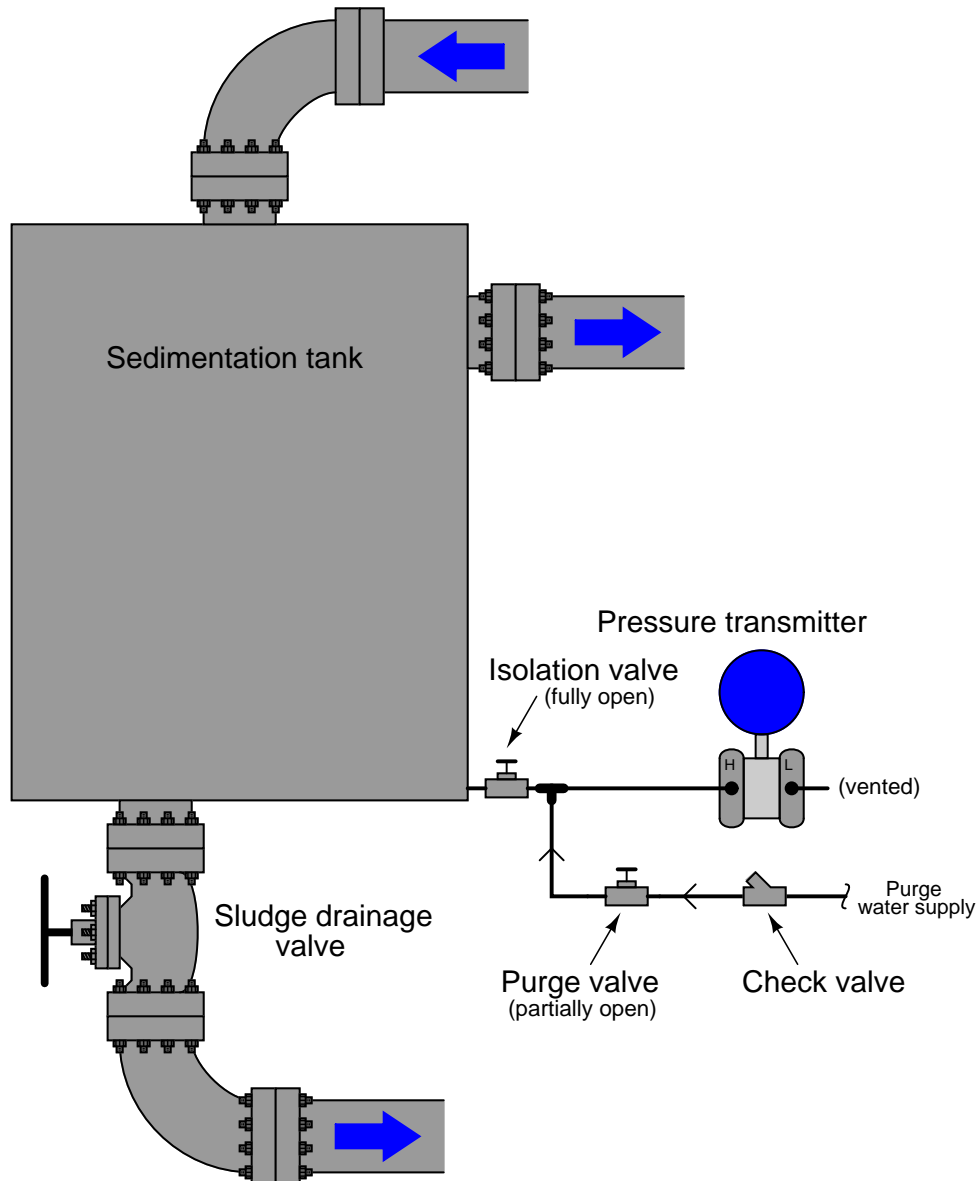 Sedimentation tank
Pressure transmitter
Isolation valve
(fully open)
H
L
(vented)
Sludge drainage
valve
Purge
water supply
Purge valve
(partially open)
Check valve